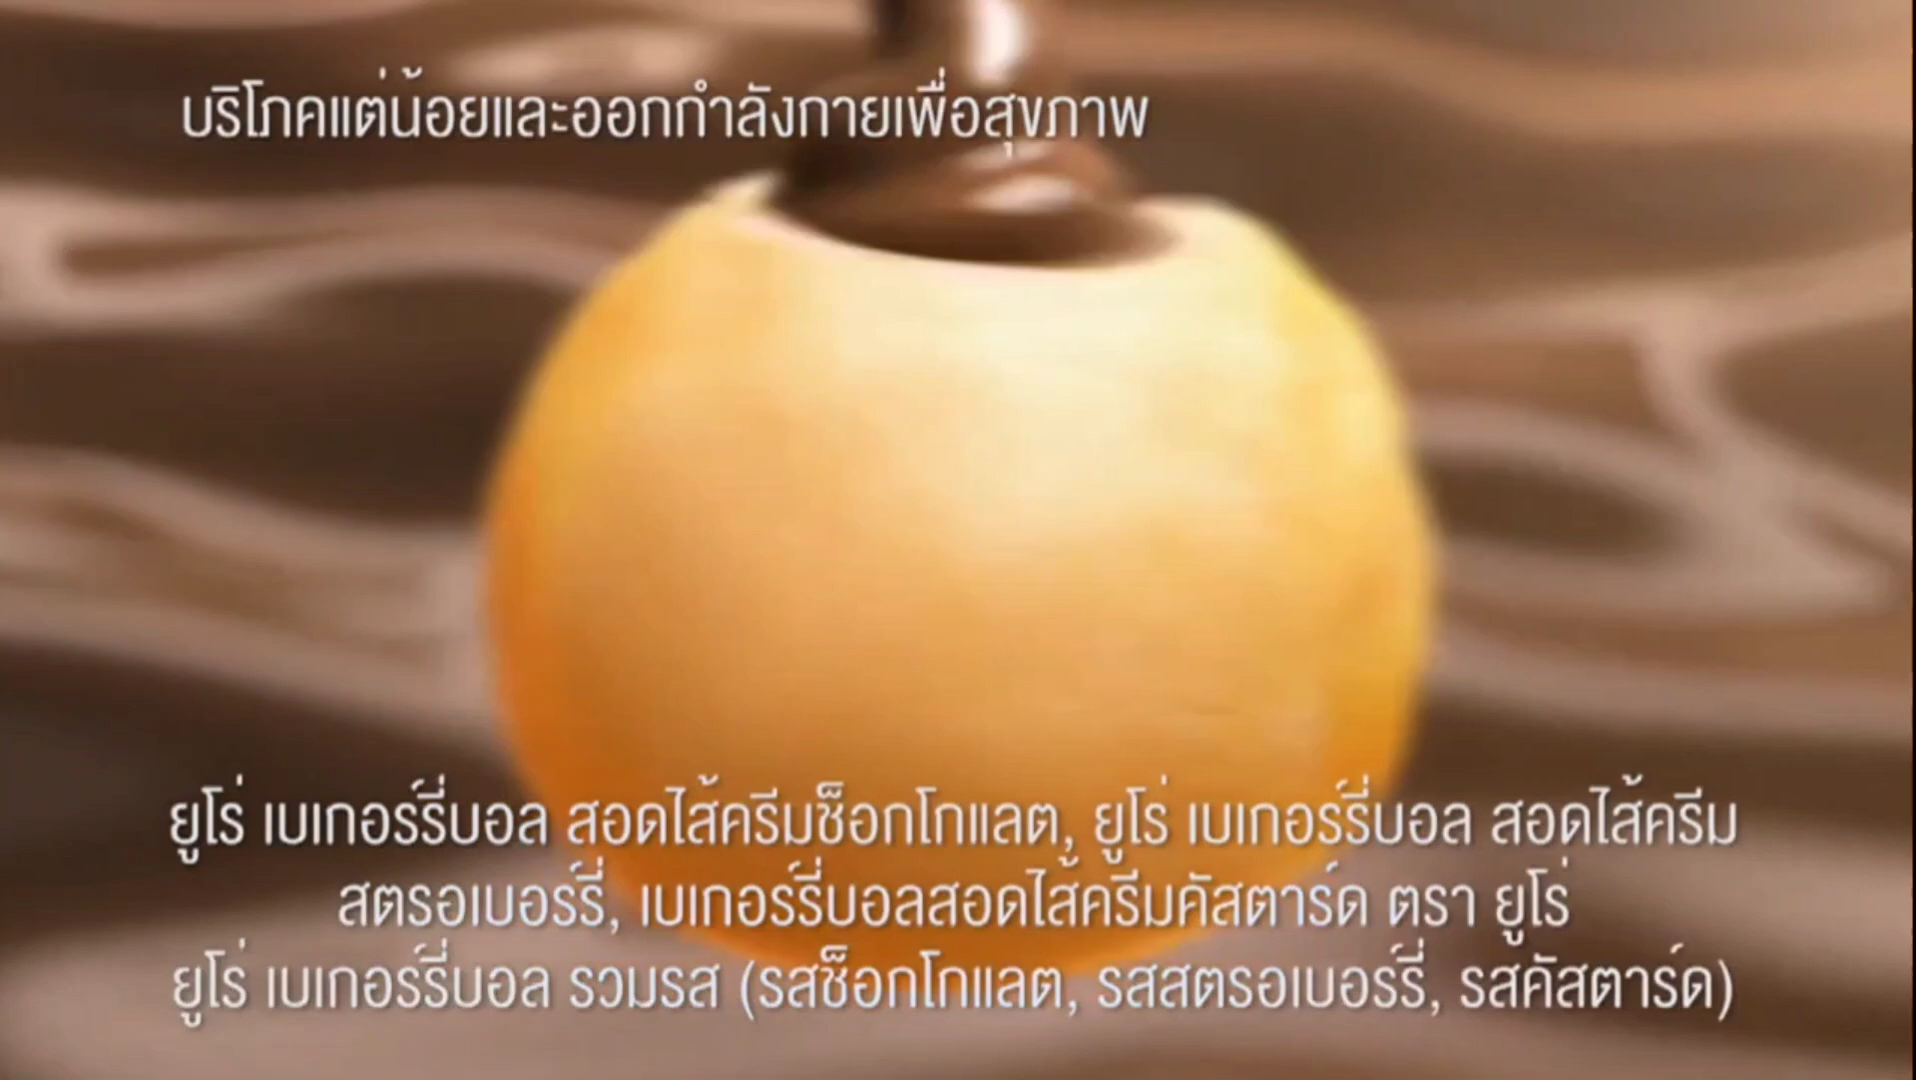 บริโภคแต่น้อยและออกกำลังกายเพื่อสุขภาพ
ยูโร่ เบเกอร์รี่บอล สอดไส้ครีมช็อกโกแลต, ยูโร่ เบเกอร์รี่บอล สอดไส้ครีม
สตรอเบอร์รี่, เบเกอร์รี่บอลสอดไส้ครีมคัสตาร์ด ตรา ยูโร่
ยูโร่ เบเกอร์รี่บอล รวมรส (รสช็อกโกแลต, รสสตรอเบอร์รี่, รสคัสตาร์ด)